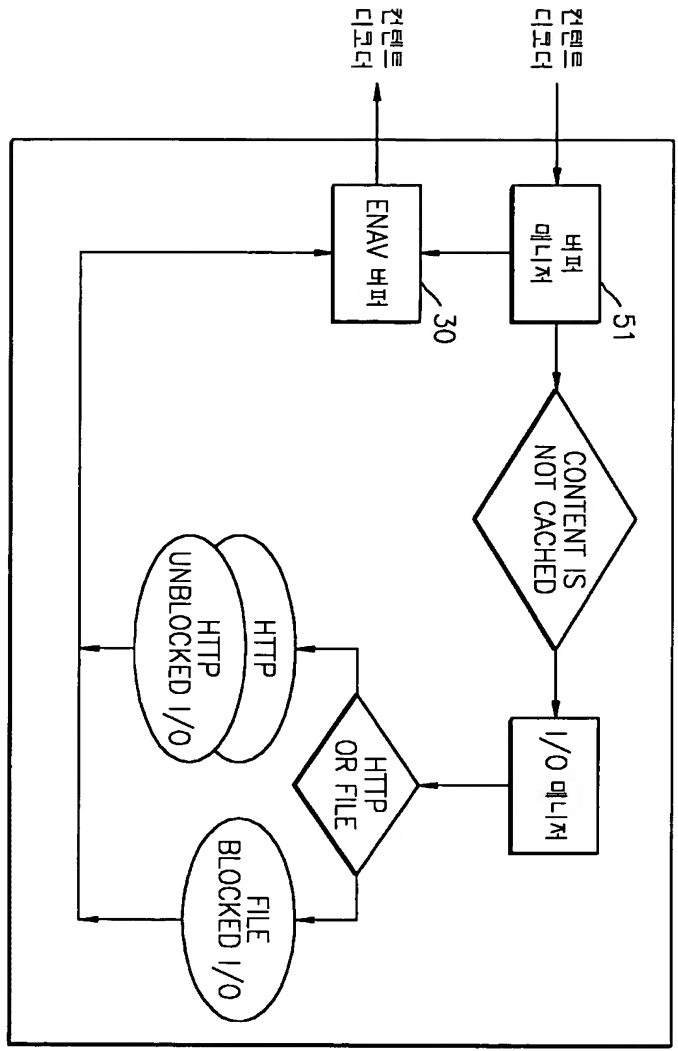 컨텐트
디코더
버퍼
매니저
51
CONTENT IS
NOT CACHED
I/O 매니저
컨텐트
디코더
ENAV 버퍼
30
HTTP
OR FILE
HTTP
HTTP
UNBLOCKED I/O
FILE
BLOCKED I/O